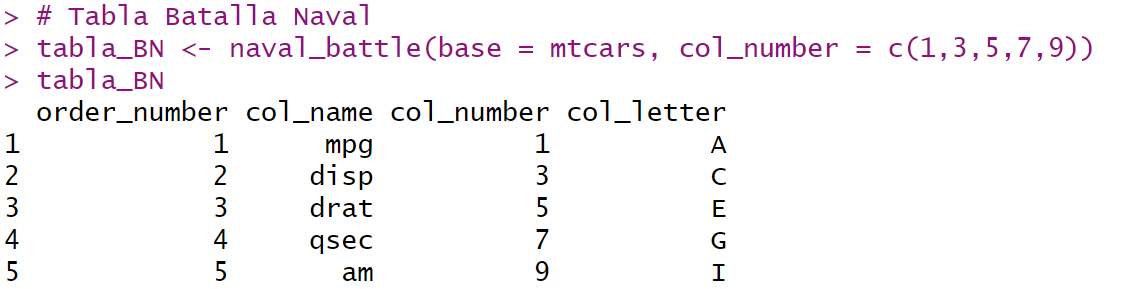 > # Tabla Batalla Naval
> tabla_BN <- naval_battle(base = mtcars, col_number = c(1,3,5,7,9))
> tabla_BN
  order_number col_name col_number col_letter
1            1      mpg          1          A
2            2     disp          3          C
3            3     drat          5          E
4            4     qsec          7          G
5            5       am          9          I